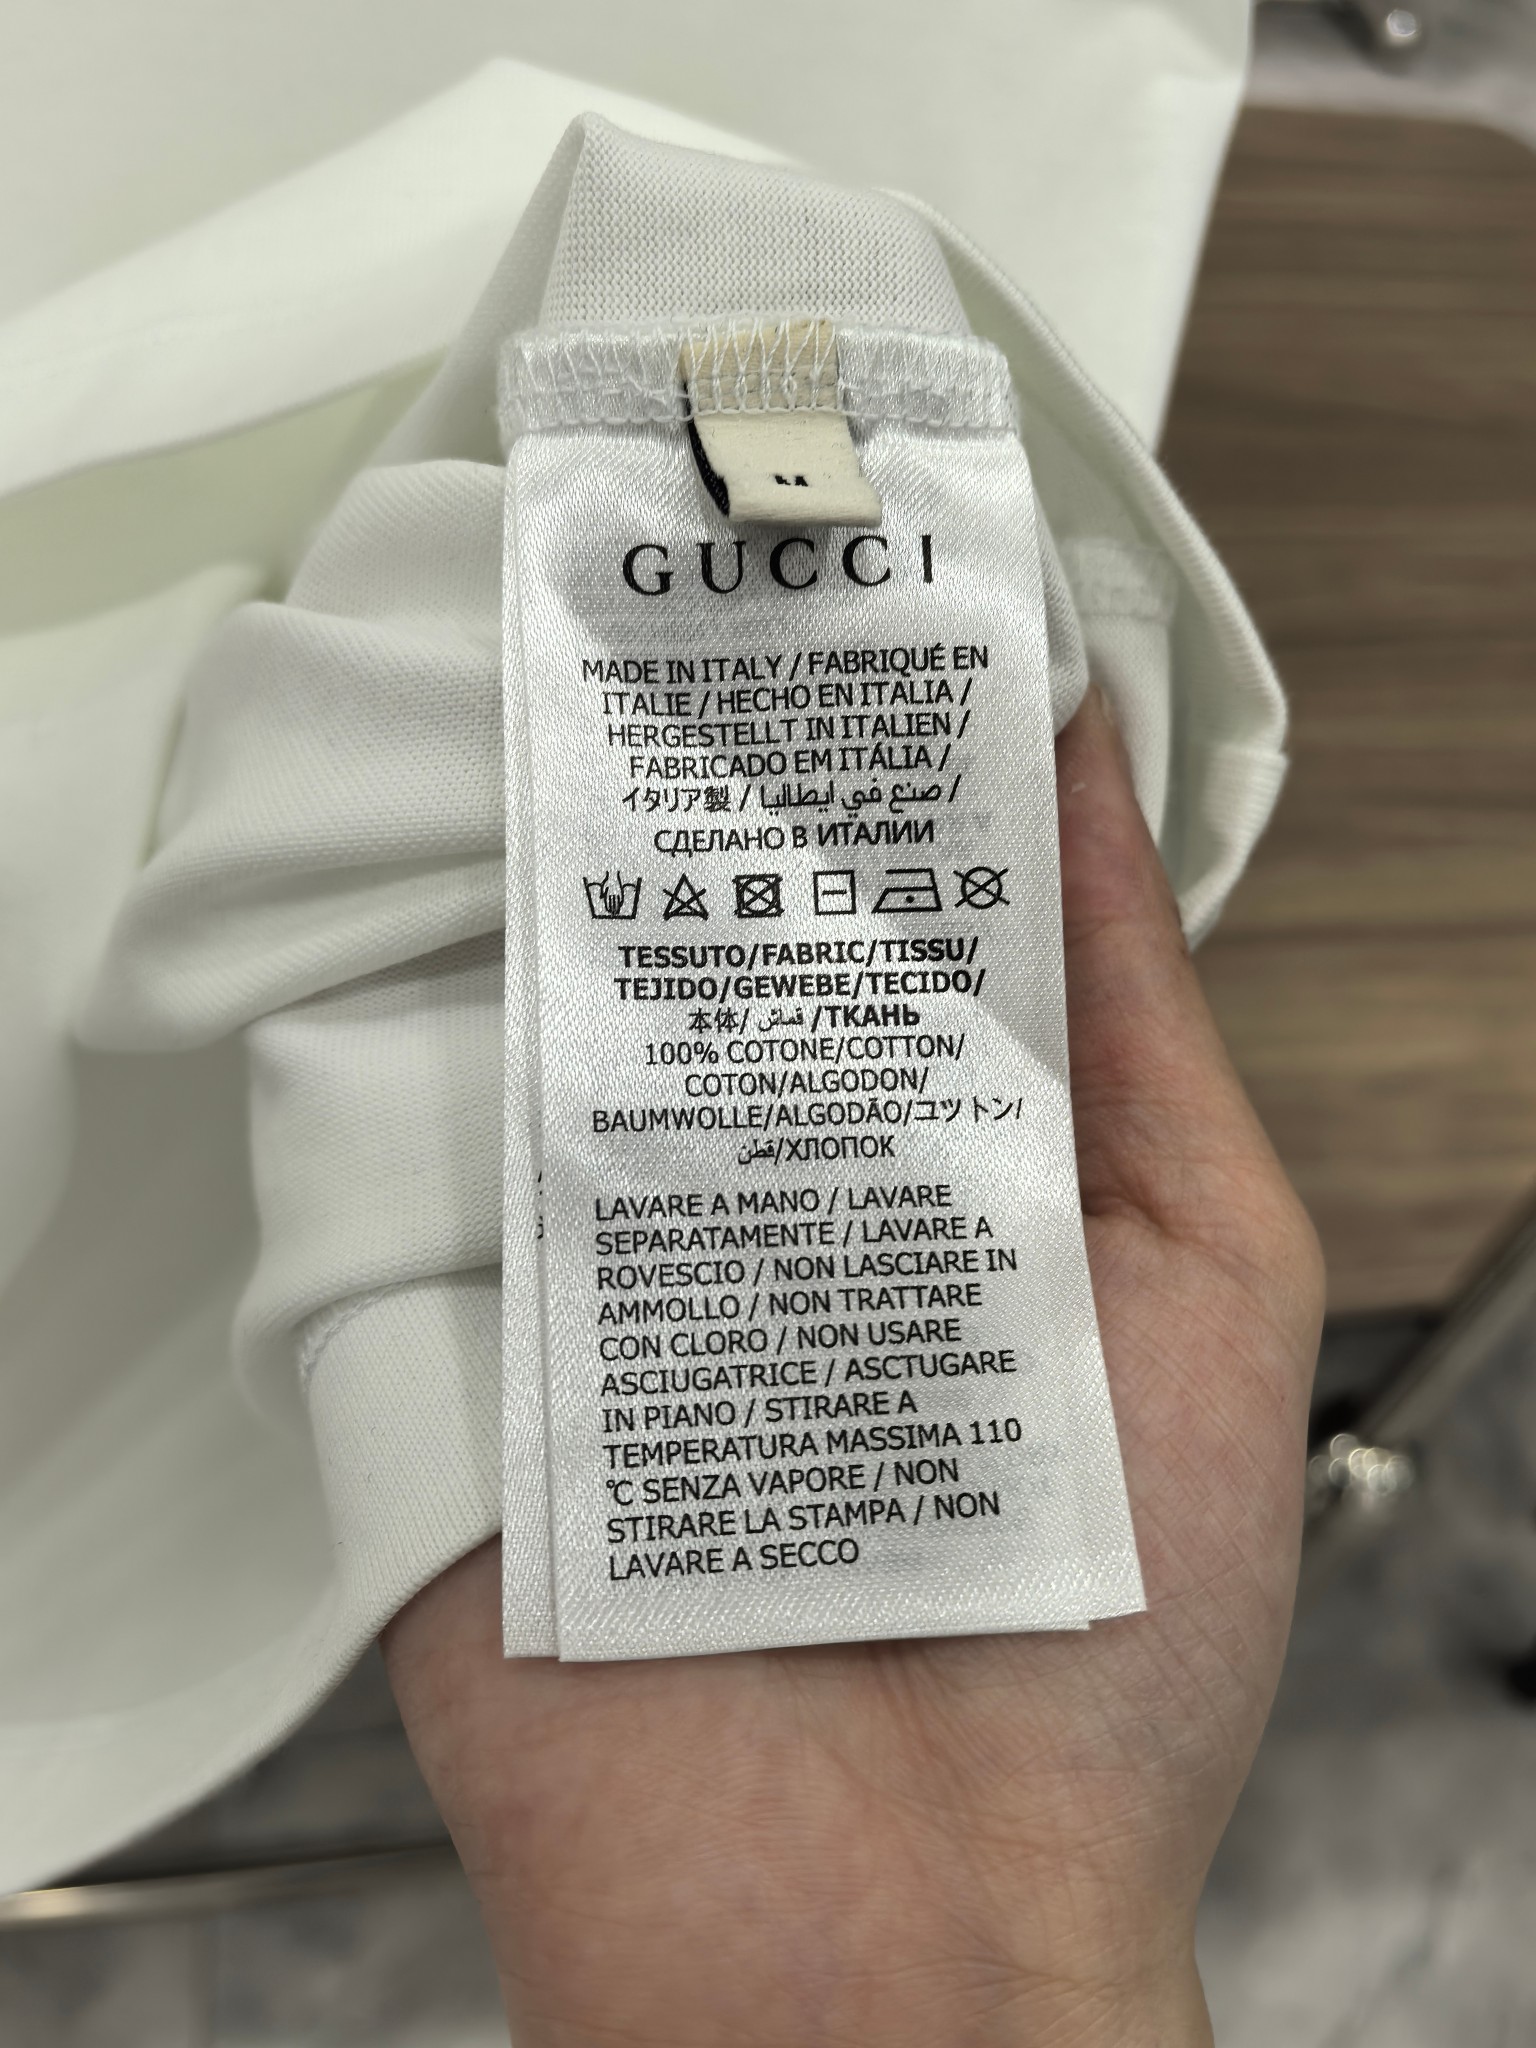 GUCCI
MADE IN ITALY / FABRIQUÉ EN
ITALIE / HECHO EN ITALIA /
HERGESTELLT IN ITALIEN /
FABRICADO EM ITÁLIA /
イタリア製 / صنع في ايطاليا /
СДЕЛАНО В ИТАЛИИ
TESSUTO/FABRIC/TISSU/
TEJIDO/GEWEBE/TECIDO/
本体/ قماش /ТКАНЬ
100% COTONE/COTTON/
COTON/ALGODON/
BAUMWOLLE/ALGODÃO/ユットン/
قطن/ХЛОПОК
LAVARE A MANO / LAVARE
SEPARATAMENTE / LAVARE A
ROVESCIO / NON LASCIARE IN
AMMOLLO / NON TRATTARE
CON CLORO / NON USARE
ASCIUGATRICE / ASCTUGARE
IN PIANO / STIRARE A
TEMPERATURA MASSIMA 110
℃ SENZA VAPORE / NON
STIRARE LA STAMPA / NON
LAVARE A SECCO